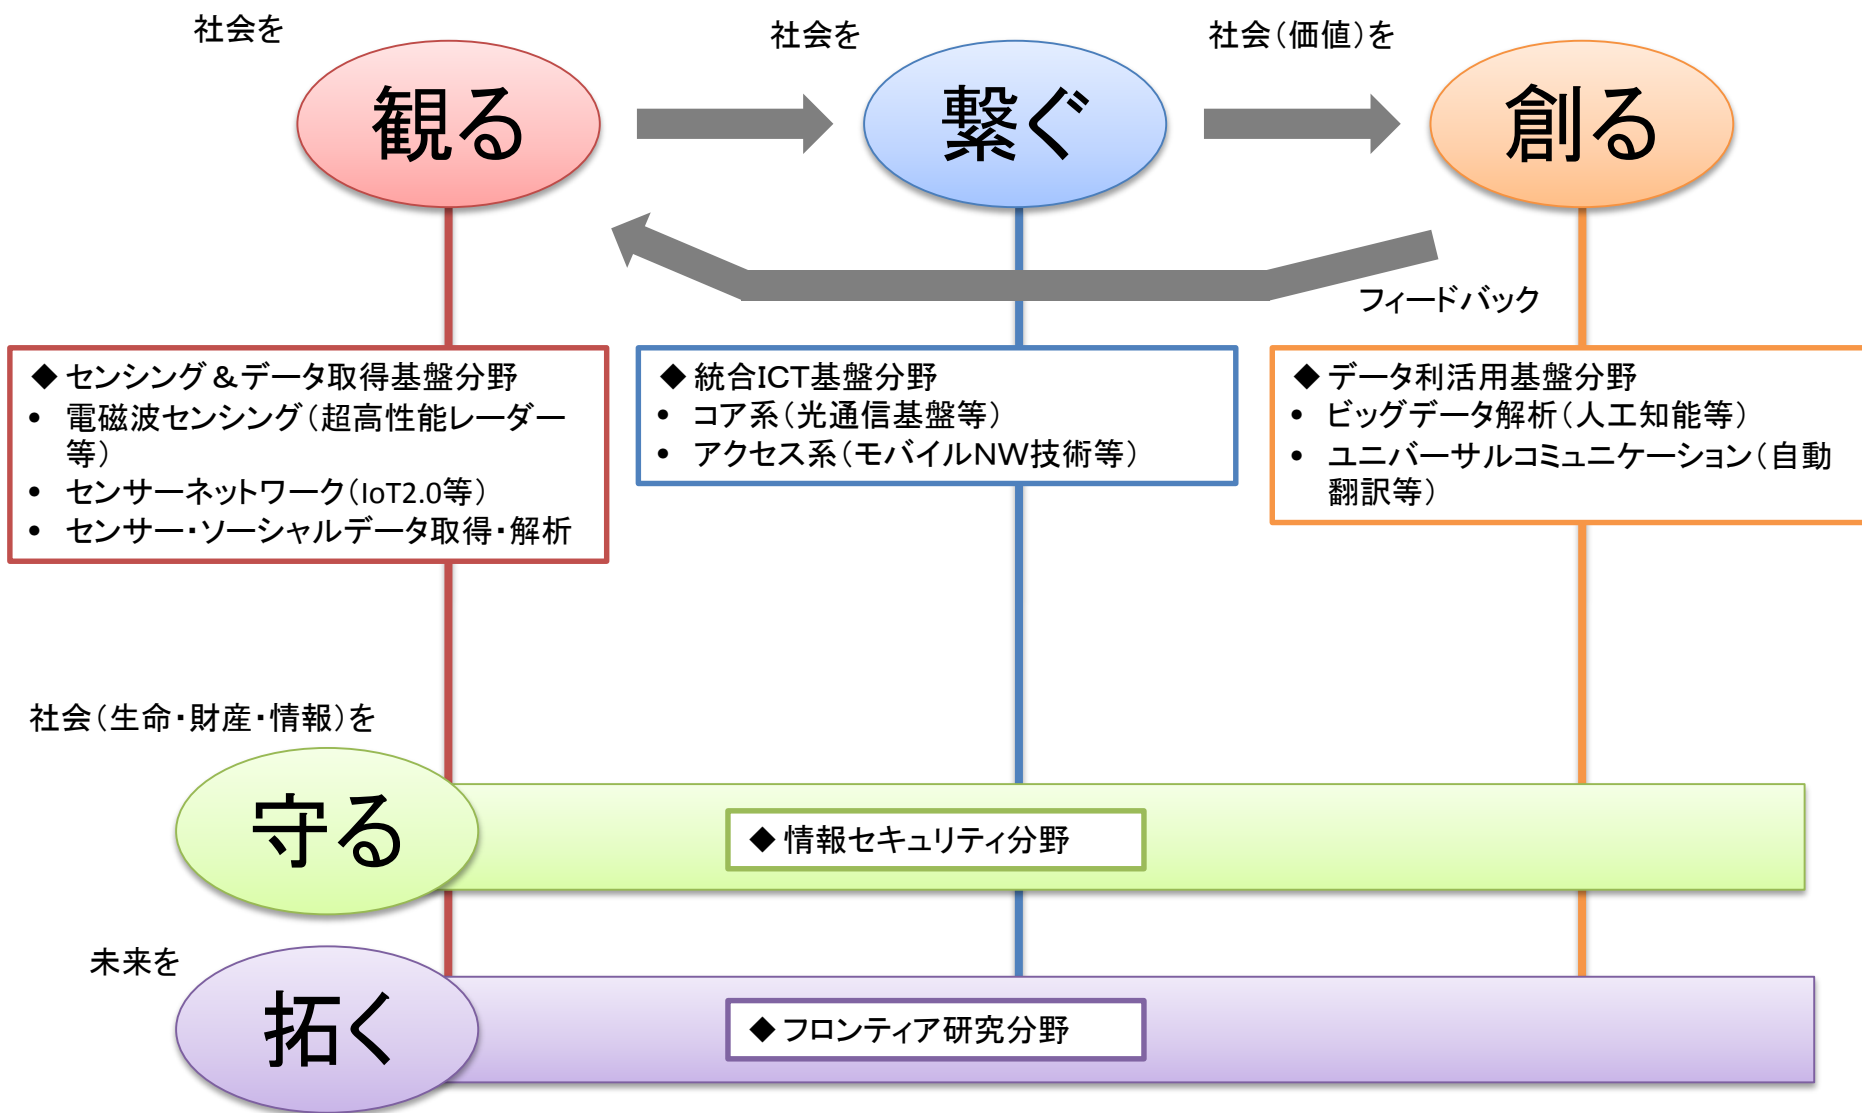 社会を
観る
社会を
繋ぐ
社会（価値）を
創る
フィードバック
◆ センシング＆データ取得基盤分野
• 電磁波センシング（超高性能レーダー
等）
• センサーネットワーク（IoT2.0等）
• センサー・ソーシャルデータ取得・解析
◆ 統合ICT基盤分野
• コア系（光通信基盤等）
• アクセス系（モバイルNW技術等）
◆ データ利活用基盤分野
• ビッグデータ解析（人工知能等）
• ユニバーサルコミュニケーション（自動
翻訳等）
社会（生命・財産・情報）を
守る
◆ 情報セキュリティ分野
未来を
拓く
◆ フロンティア研究分野